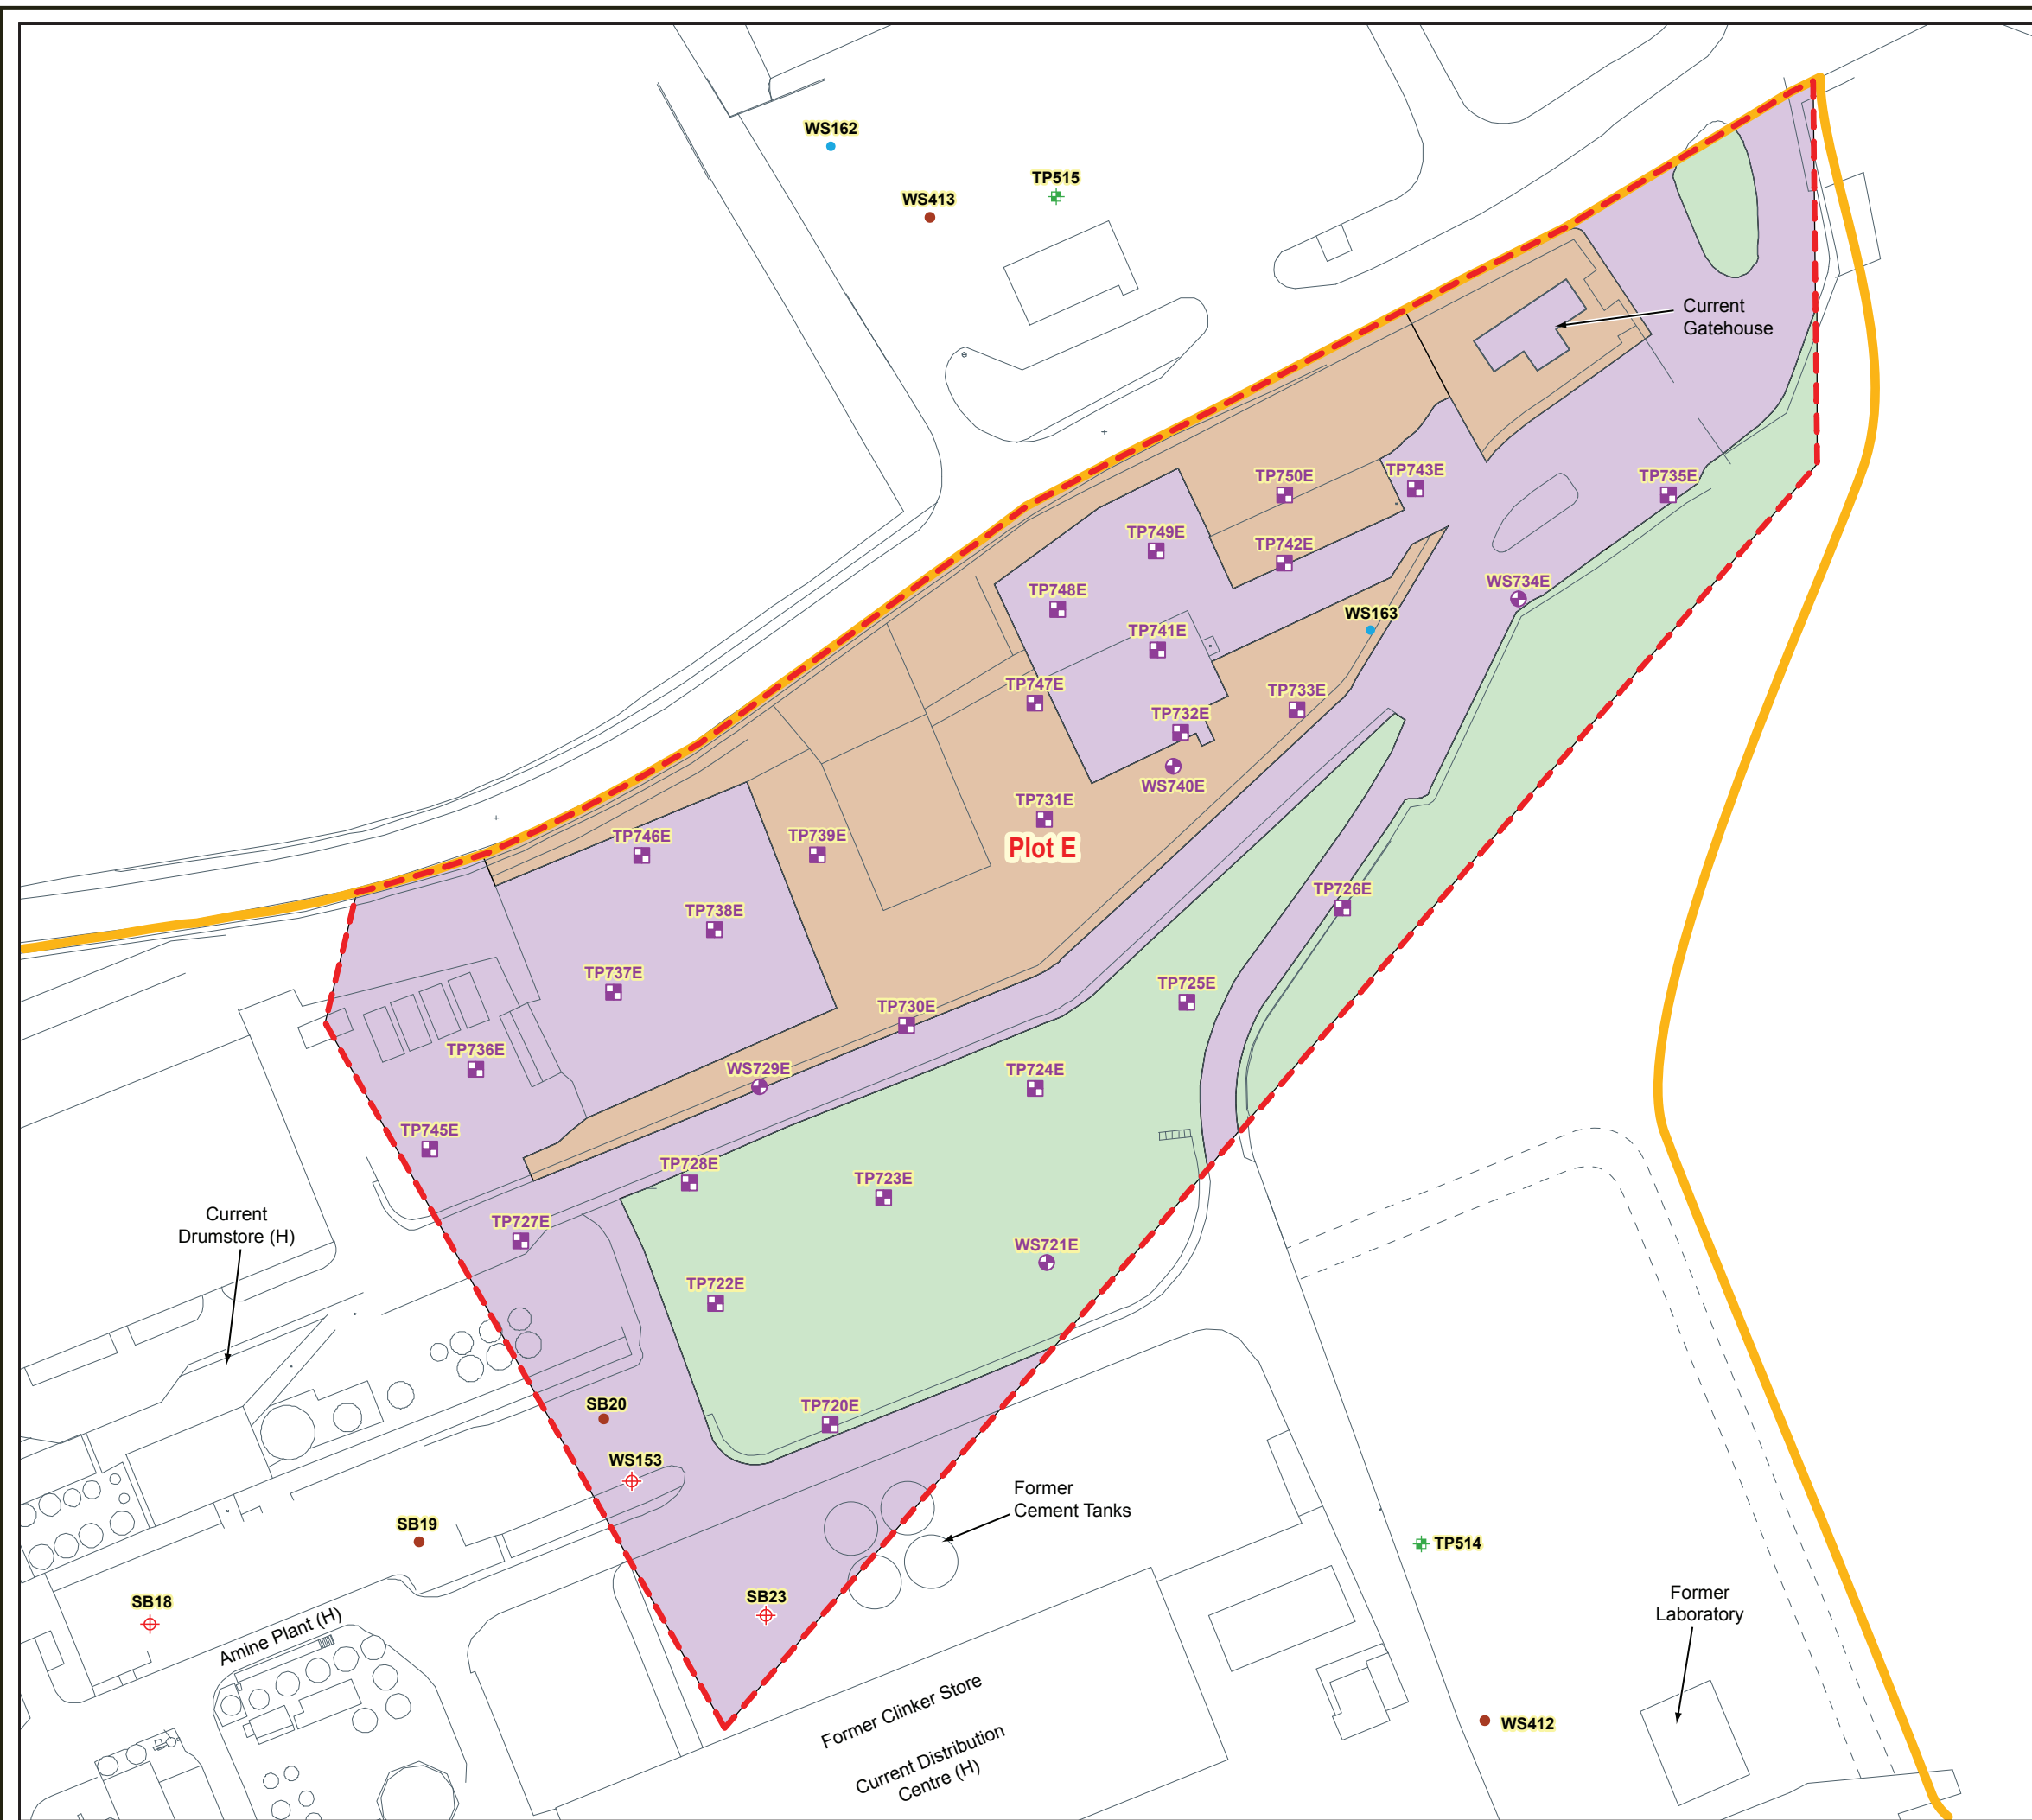 WS162
TP515
WS413
Current
Gatehouse
TP750E
TP743E
TP735E
TP749E
TP742E
WS734E
TP748E
WS163
TP741E
TP747E
TP733E
TP732E
WS740E
TP731E
TP746E
TP739E
Plot E
TP726E
TP738E
TP737E
TP725E
TP730E
TP736E
WS729E
TP724E
TP745E
TP728E
TP723E
Current
Drumstore (H)
TP727E
WS721E
TP722E
SB20
TP720E
WS153
Former
Cement Tanks
SB19
TP514
SB18
SB23
Former
Laboratory
Amine Plant (H)
Former Clinker Store
WS412
Current Distribution
Centre (H)